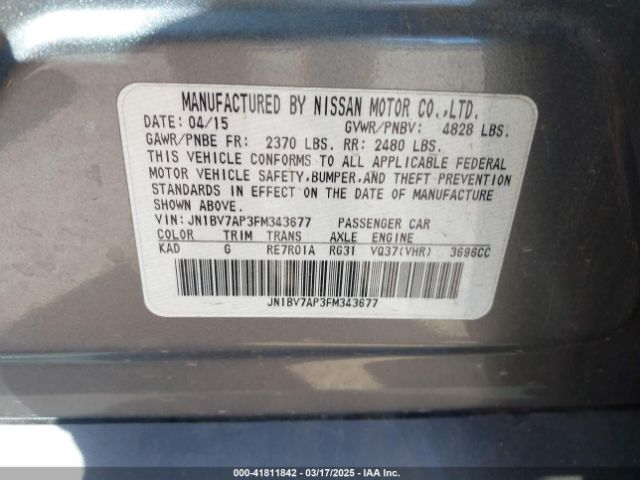 MANUFACTURED BY NISSAN MOTOR CO.,LTD.
DATE: 04/15 GVWR/PNBV: 4828 LBS.
GAWR/PNBE FR: 2370 LBS. RR: 2480 LBS.
THIS VEHICLE CONFORMS TO ALL APPLICABLE FEDERAL
MOTOR VEHICLE SAFETY,BUMPER,AND THEFT PREVENTION
STANDARDS IN EFFECT ON THE DATE OF MANUFACTURE
SHOWN ABOVE.
VIN: JN1BV7AP3FM343677 PASSENGER CAR
COLOR TRIM TRANS AXLE ENGINE
KAD G RE7R01A RG31 VQ37(VHR) 3696CC
JN1BV7AP3FM343677
000-41811842 | 03/17/2025 - IAA Inc.